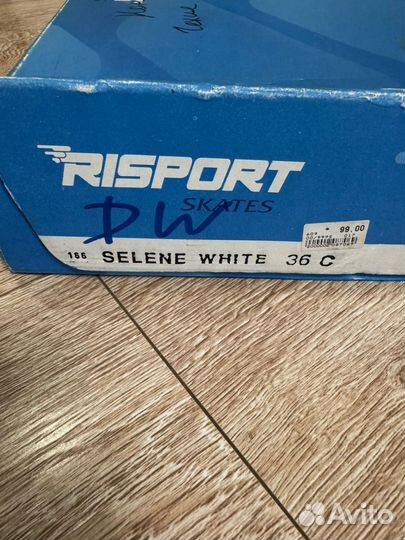 RISPORT
SKATES
DW
99.00
166 SELENE WHITE 36 C
Avito